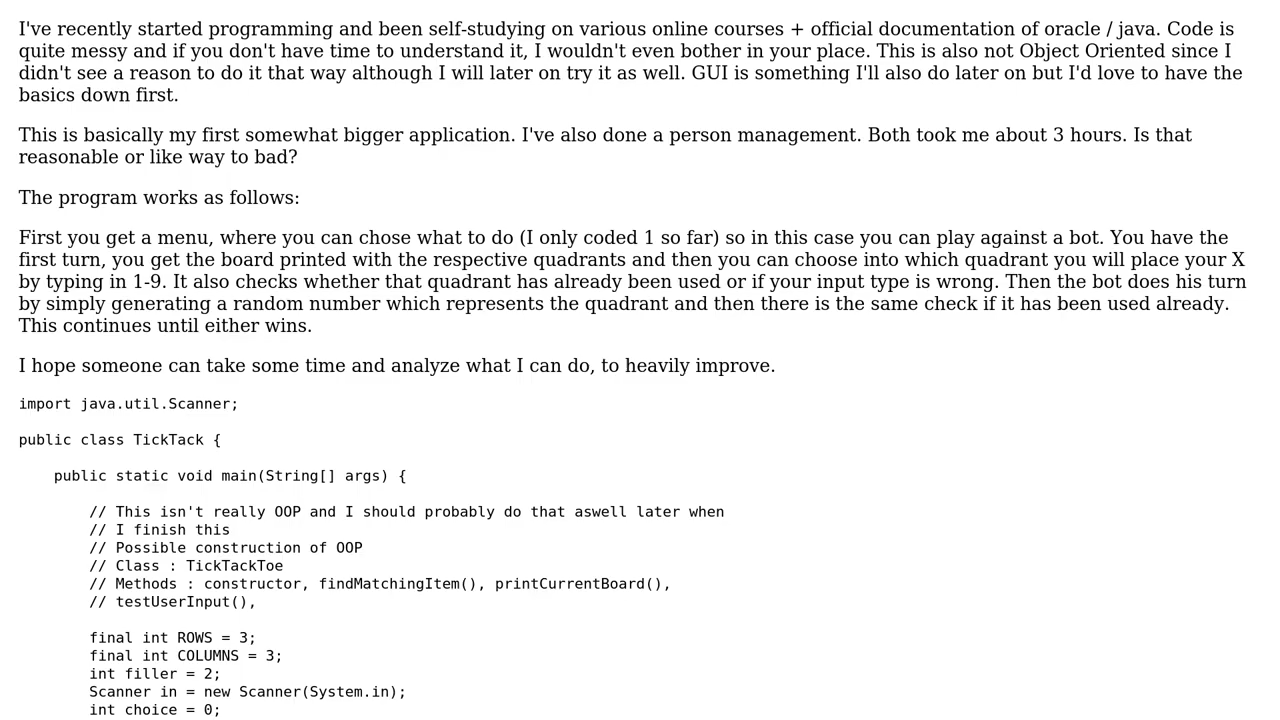 I've recently started programming and been self-studying on various online courses + official documentation of oracle / java. Code is
quite messy and if you don't have time to understand it, I wouldn't even bother in your place. This is also not Object Oriented since I
didn't see a reason to do it that way although I will later on try it as well. GUI is something I'll also do later on but I'd love to have the
basics down first.
This is basically my first somewhat bigger application. I've also done a person management. Both took me about 3 hours. Is that
reasonable or like way to bad?
The program works as follows:
First you get a menu, where you can chose what to do (I only coded 1 so far) so in this case you can play against a bot. You have the
first turn, you get the board printed with the respective quadrants and then you can choose into which quadrant you will place your X
by typing in 1-9. It also checks whether that quadrant has already been used or if your input type is wrong. Then the bot does his turn
by simply generating a random number which represents the quadrant and then there is the same check if it has been used already.
This continues until either wins.
I hope someone can take some time and analyze what I can do, to heavily improve.
import java.util.Scanner;
public class TickTack {
    public static void main(String[] args) {
        // This isn't really OOP and I should probably do that aswell later when
        // I finish this
        // Possible construction of OOP
        // Class : TickTackToe
        // Methods : constructor, findMatchingItem(), printCurrentBoard(),
        // testUserInput(),
        final int ROWS = 3;
        final int COLUMNS = 3;
        int filler = 2;
        Scanner in = new Scanner(System.in);
        int choice = 0;